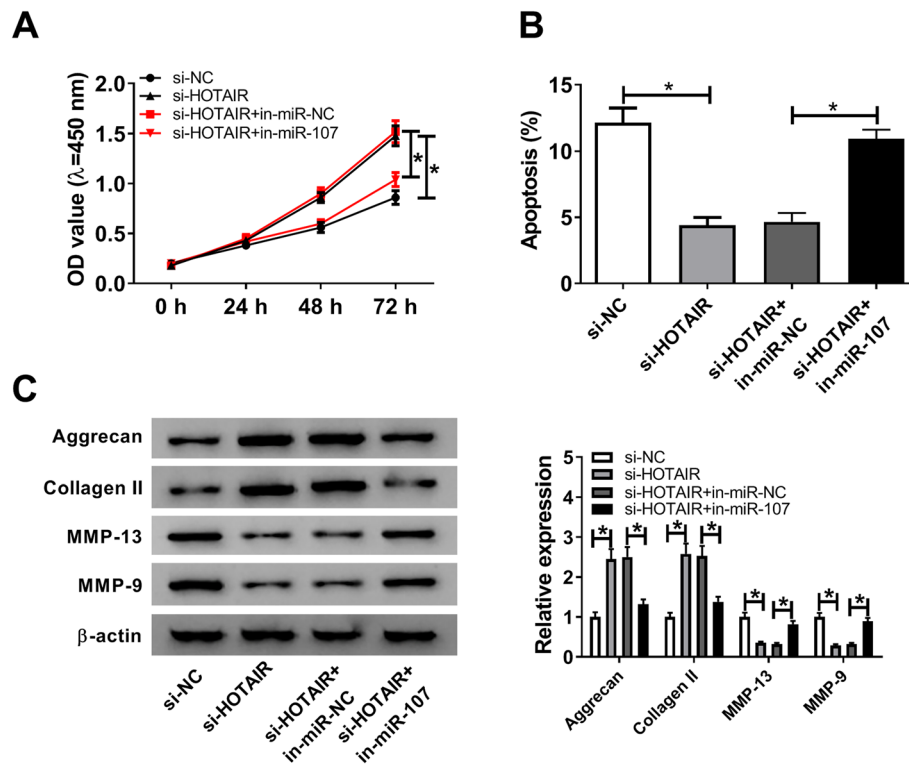 A
OD value (λ=450 nm)
2.0
1.5
1.0
0.5
0.0
si-NC
si-HOTAIR
si-HOTAIR+in-miR-NC
si-HOTAIR+in-miR-107
*
*
0 h 24 h 48 h 72 h
B
Apoptosis (%)
15
10
5
0
*
*
si-NC
si-HOTAIR
si-HOTAIR+
in-miR-NC
si-HOTAIR+
in-miR-107
C
Aggrecan
Collagen II
MMP-13
MMP-9
β-actin
si-NC
si-HOTAIR
si-HOTAIR+
in-miR-NC
si-HOTAIR+
in-miR-107
Relative expression
5
4
3
2
1
0
si-NC
si-HOTAIR
si-HOTAIR+in-miR-NC
si-HOTAIR+in-miR-107
* * * * * * * *
Aggrecan
Collagen II
MMP-13
MMP-9